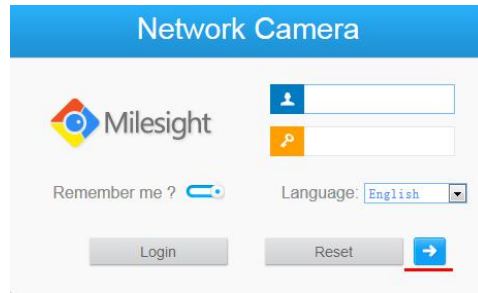 Network Camera
Milesight
Remember me ?
Language: English
Login
Reset